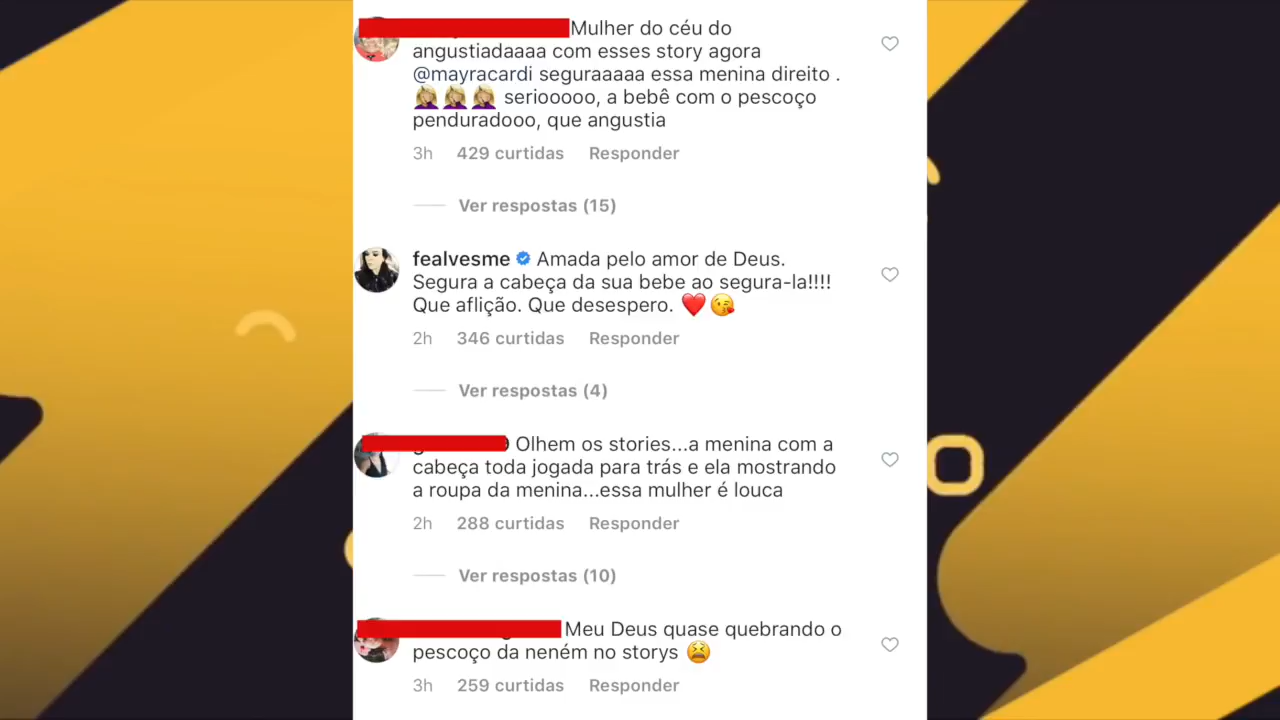 Mulher do céu do
angustiadaaaa com esses story agora
@mayracardi seguraaaaa essa menina direito .
🤦🏼‍♀️🤦🏼‍♀️🤦🏼‍♀️ seriooooo, a bebê com o pescoço
penduradooo, que angustia
3h 429 curtidas Responder
Ver respostas (15)
fealvesme Amada pelo amor de Deus.
Segura a cabeça da sua bebe ao segura-la!!!!
Que aflição. Que desespero. ❤️😘
2h 346 curtidas Responder
Ver respostas (4)
Olhem os stories...a menina com a
cabeça toda jogada para trás e ela mostrando
a roupa da menina...essa mulher é louca
2h 288 curtidas Responder
Ver respostas (10)
Meu Deus quase quebrando o
pescoço da neném no storys 😫
3h 259 curtidas Responder